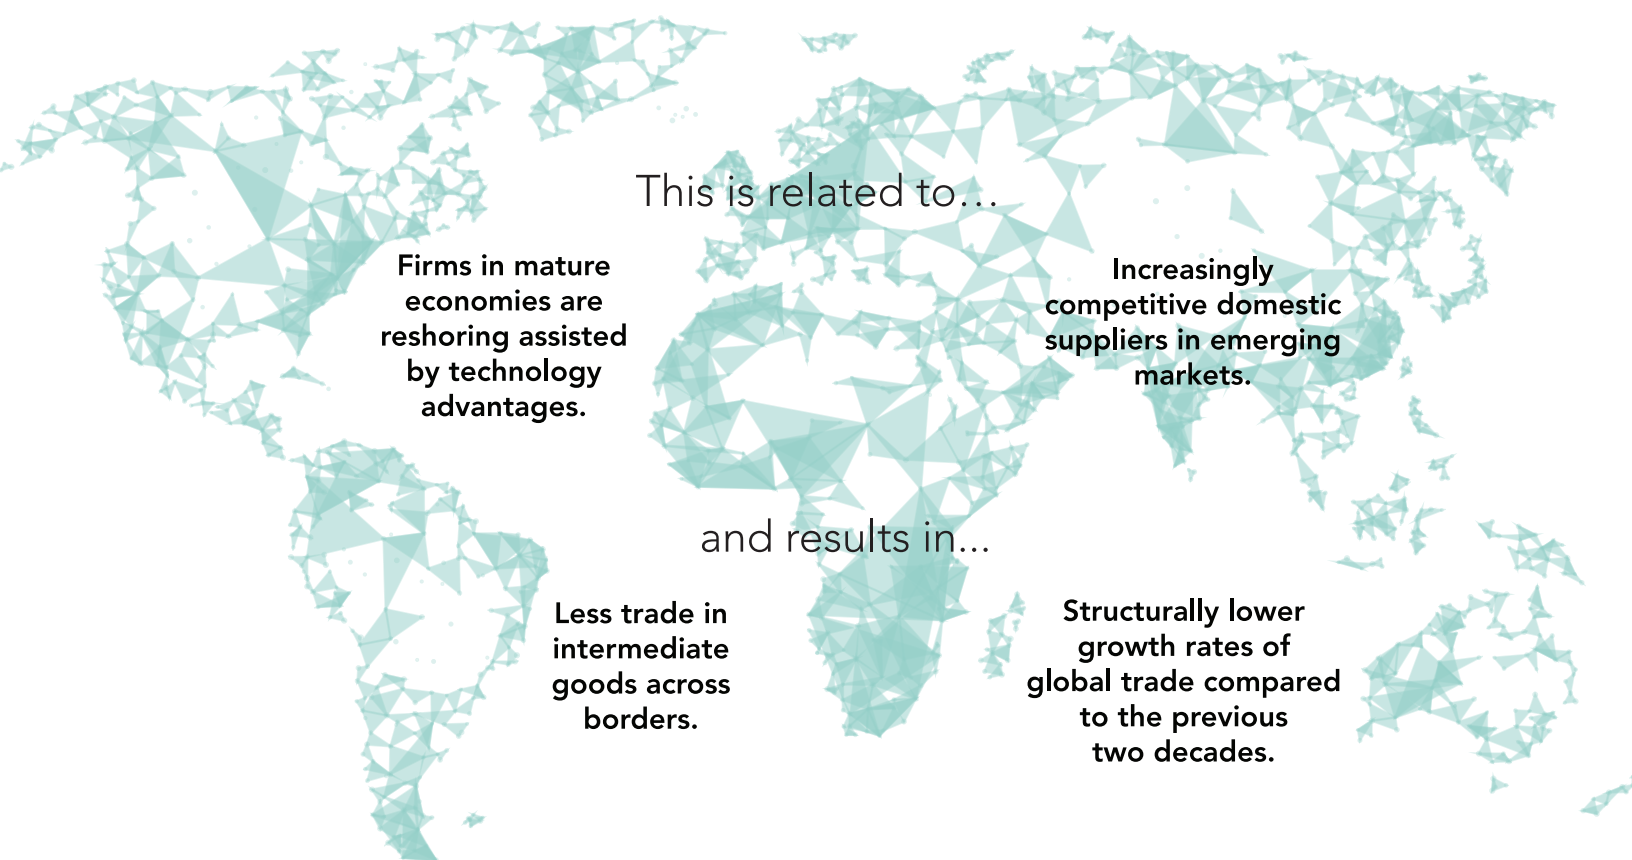 This is related to…
Firms in mature
economies are
reshoring assisted
by technology
advantages.
Increasingly
competitive domestic
suppliers in emerging
markets.
and results in...
Less trade in
intermediate
goods across
borders.
Structurally lower
growth rates of
global trade compared
to the previous
two decades.